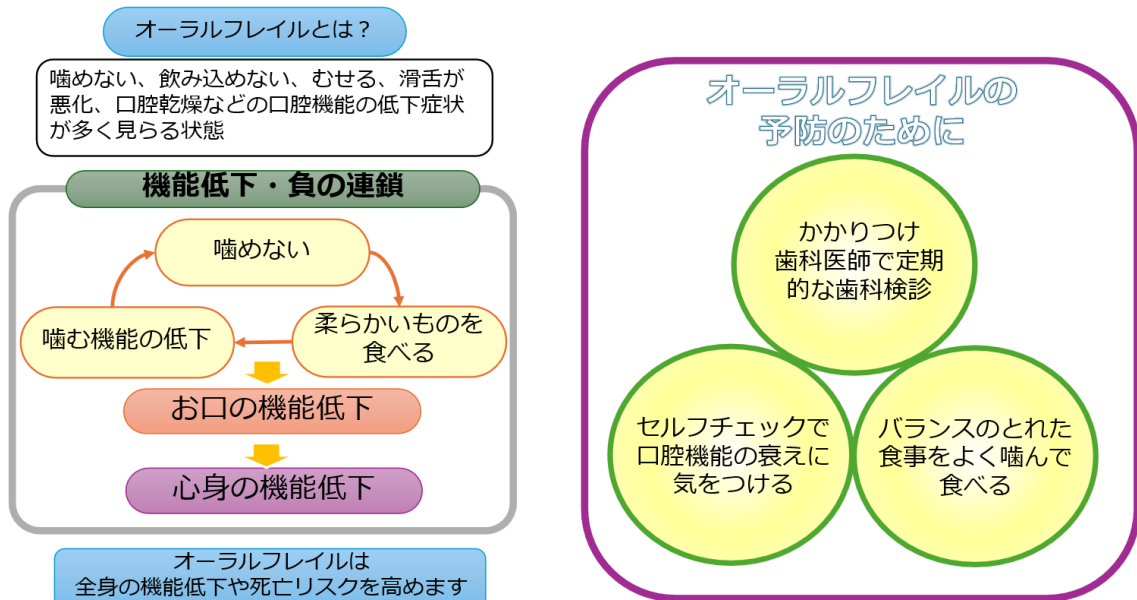 オーラルフレイルとは？
噛めない、飲み込めない、むせる、滑舌が
悪化、口腔乾燥などの口腔機能の低下症状
が多く見らる状態
機能低下・負の連鎖
噛めない
柔らかいものを
食べる
噛む機能の低下
お口の機能低下
心身の機能低下
オーラルフレイルは
全身の機能低下や死亡リスクを高めます
オーラルフレイルの
予防のために
かかりつけ
歯科医師で定期
的な歯科検診
セルフチェックで
口腔機能の衰えに
気をつける
バランスのとれた
食事をよく噛んで
食べる